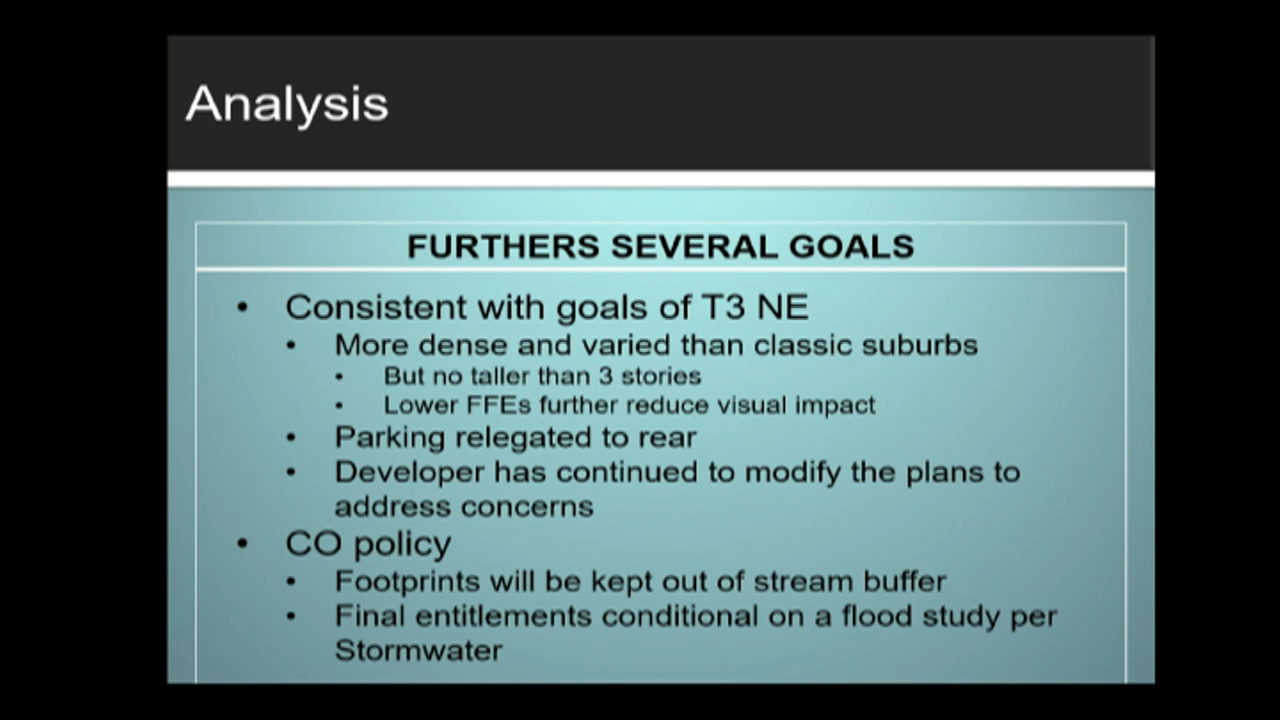 Analysis
FURTHERS SEVERAL GOALS
• Consistent with goals of T3 NE
• More dense and varied than classic suburbs
• But no taller than 3 stories
• Lower FFEs further reduce visual impact
• Parking relegated to rear
• Developer has continued to modify the plans to
address concerns
• CO policy
• Footprints will be kept out of stream buffer
• Final entitlements conditional on a flood study per
Stormwater